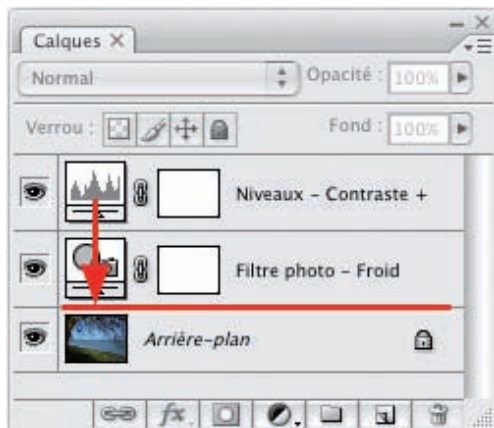 Calques
Normal Opacité : 100%
Verrou : Fond : 100%
Niveaux - Contraste +
Filtre photo - Froid
Arrière-plan
fx.